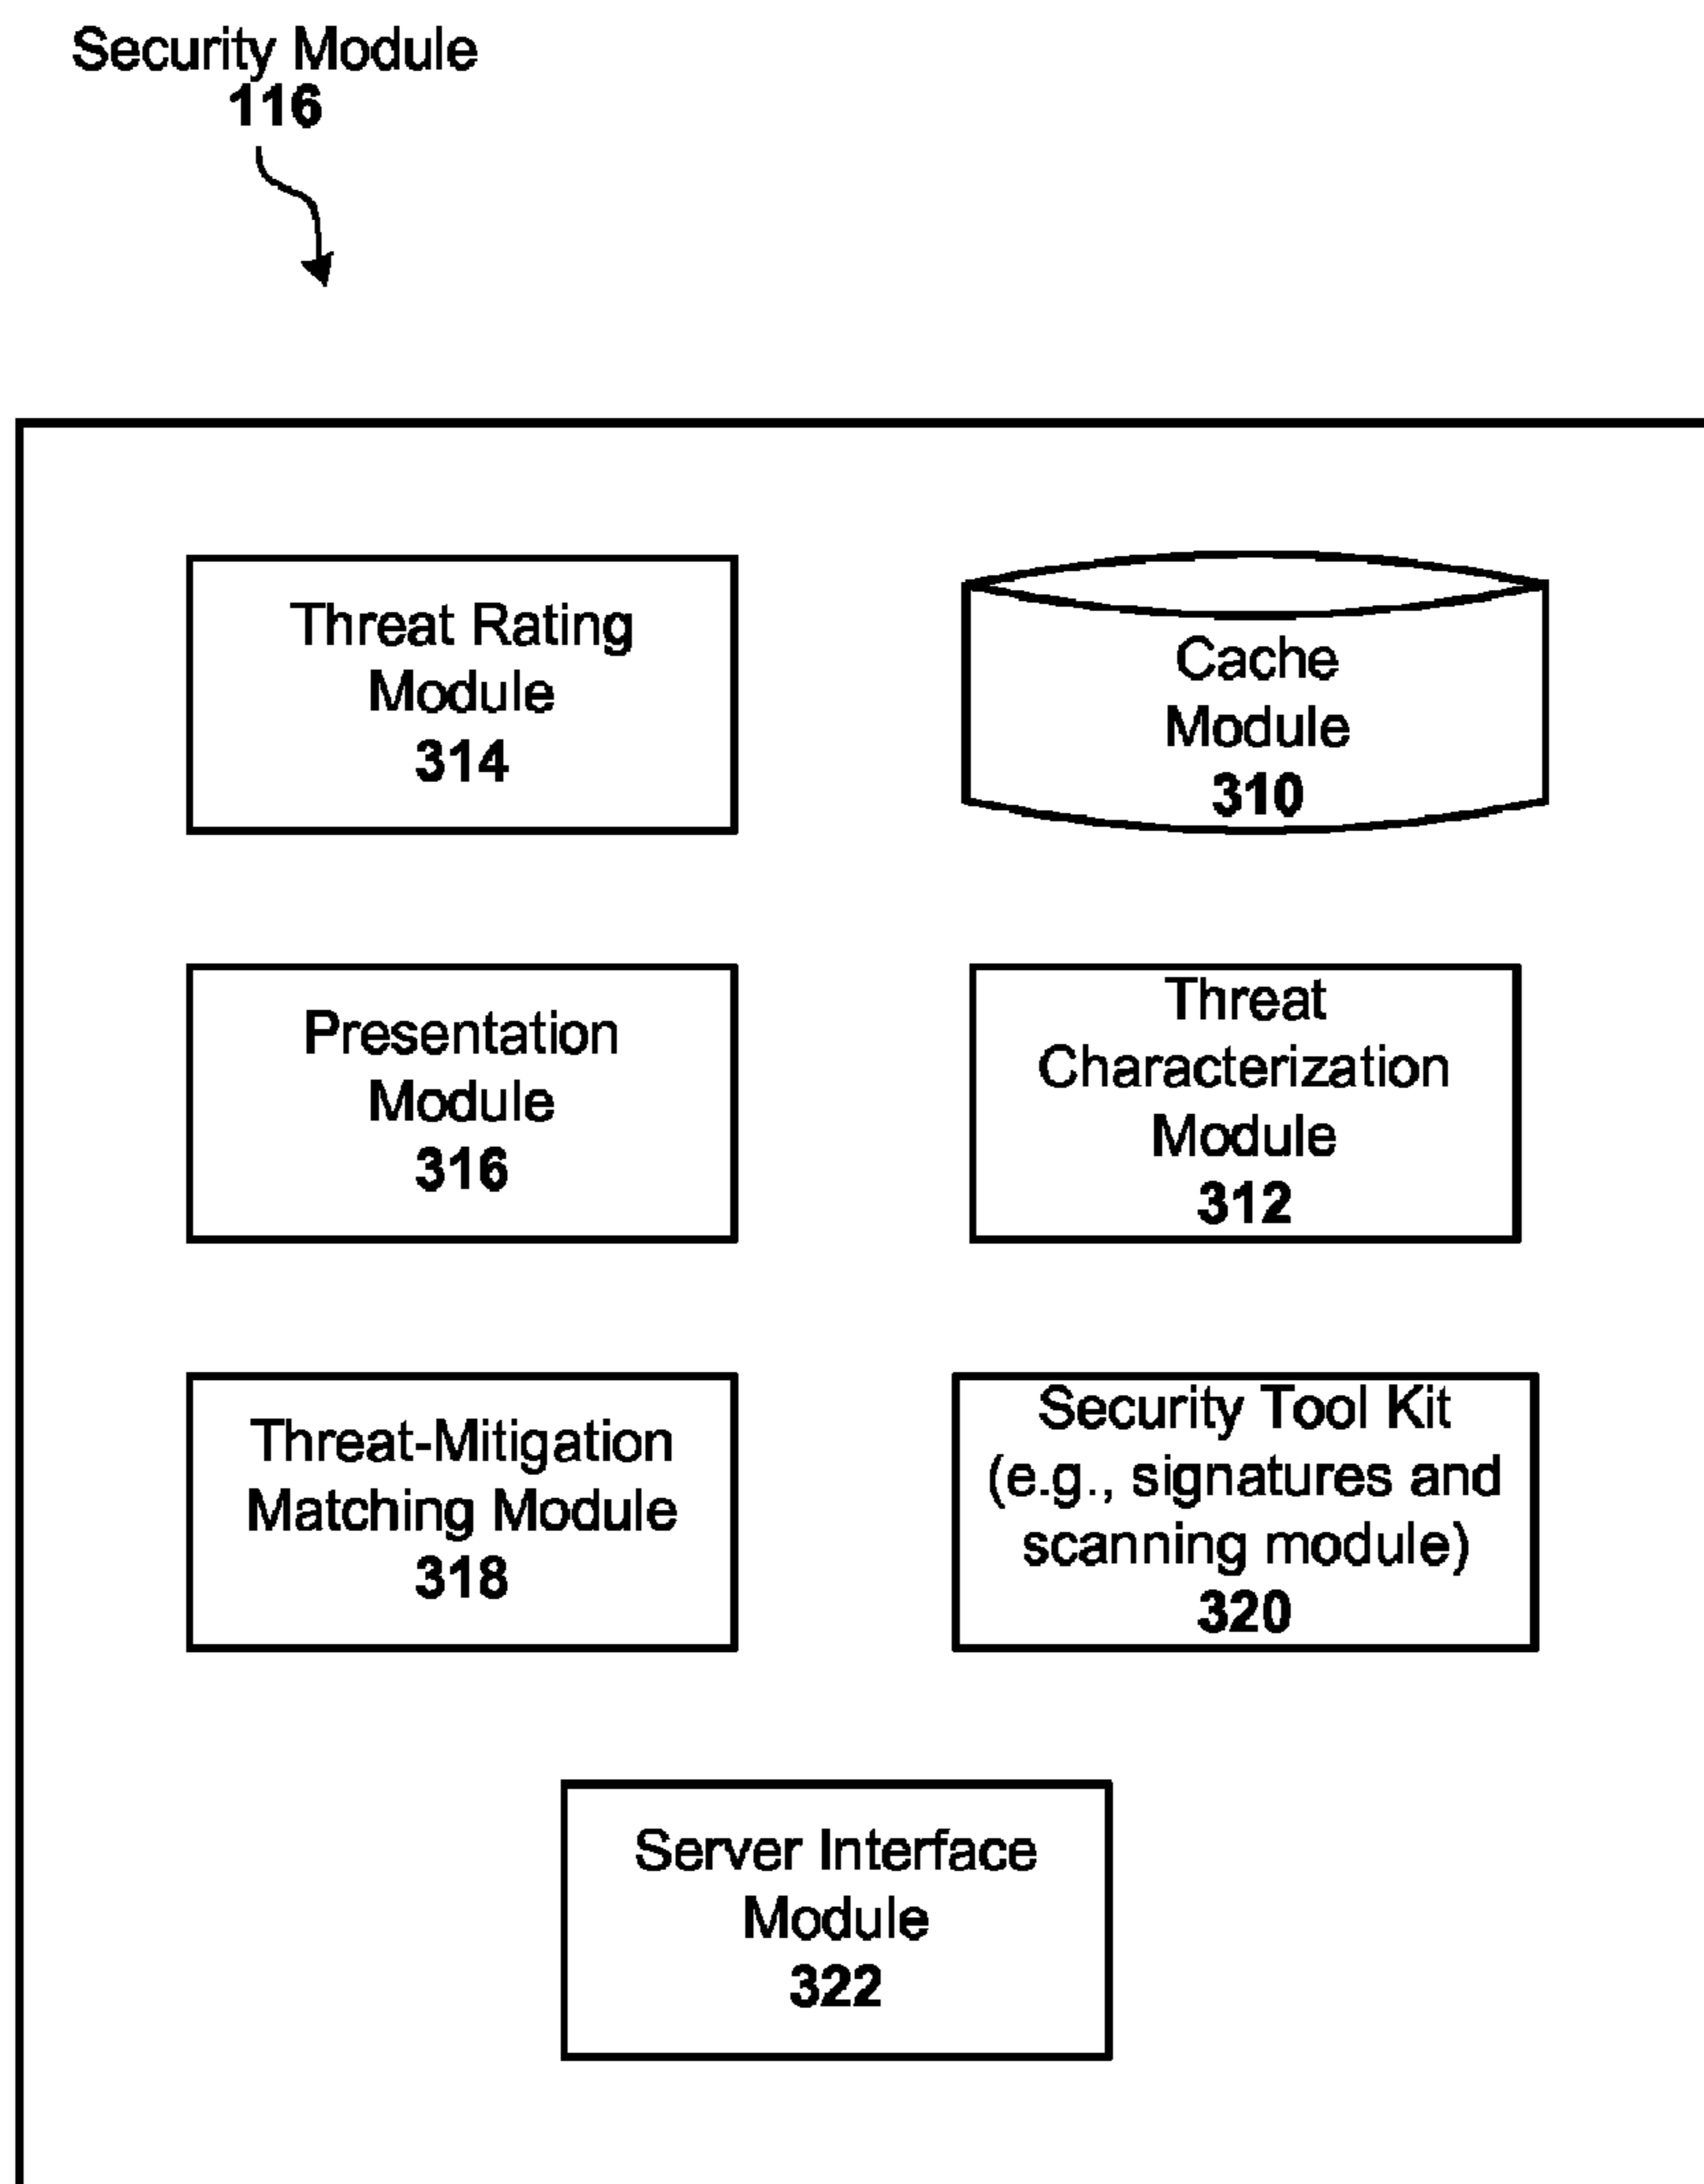 Security Module
116
Threat Rating
Module
314
Cache
Module
310
Presentation
Module
316
Threat
Characterization
Module
312
Threat-Mitigation
Matching Module
318
Security Tool Kit
(e.g., signatures and
scanning module)
320
Server Interface
Module
322